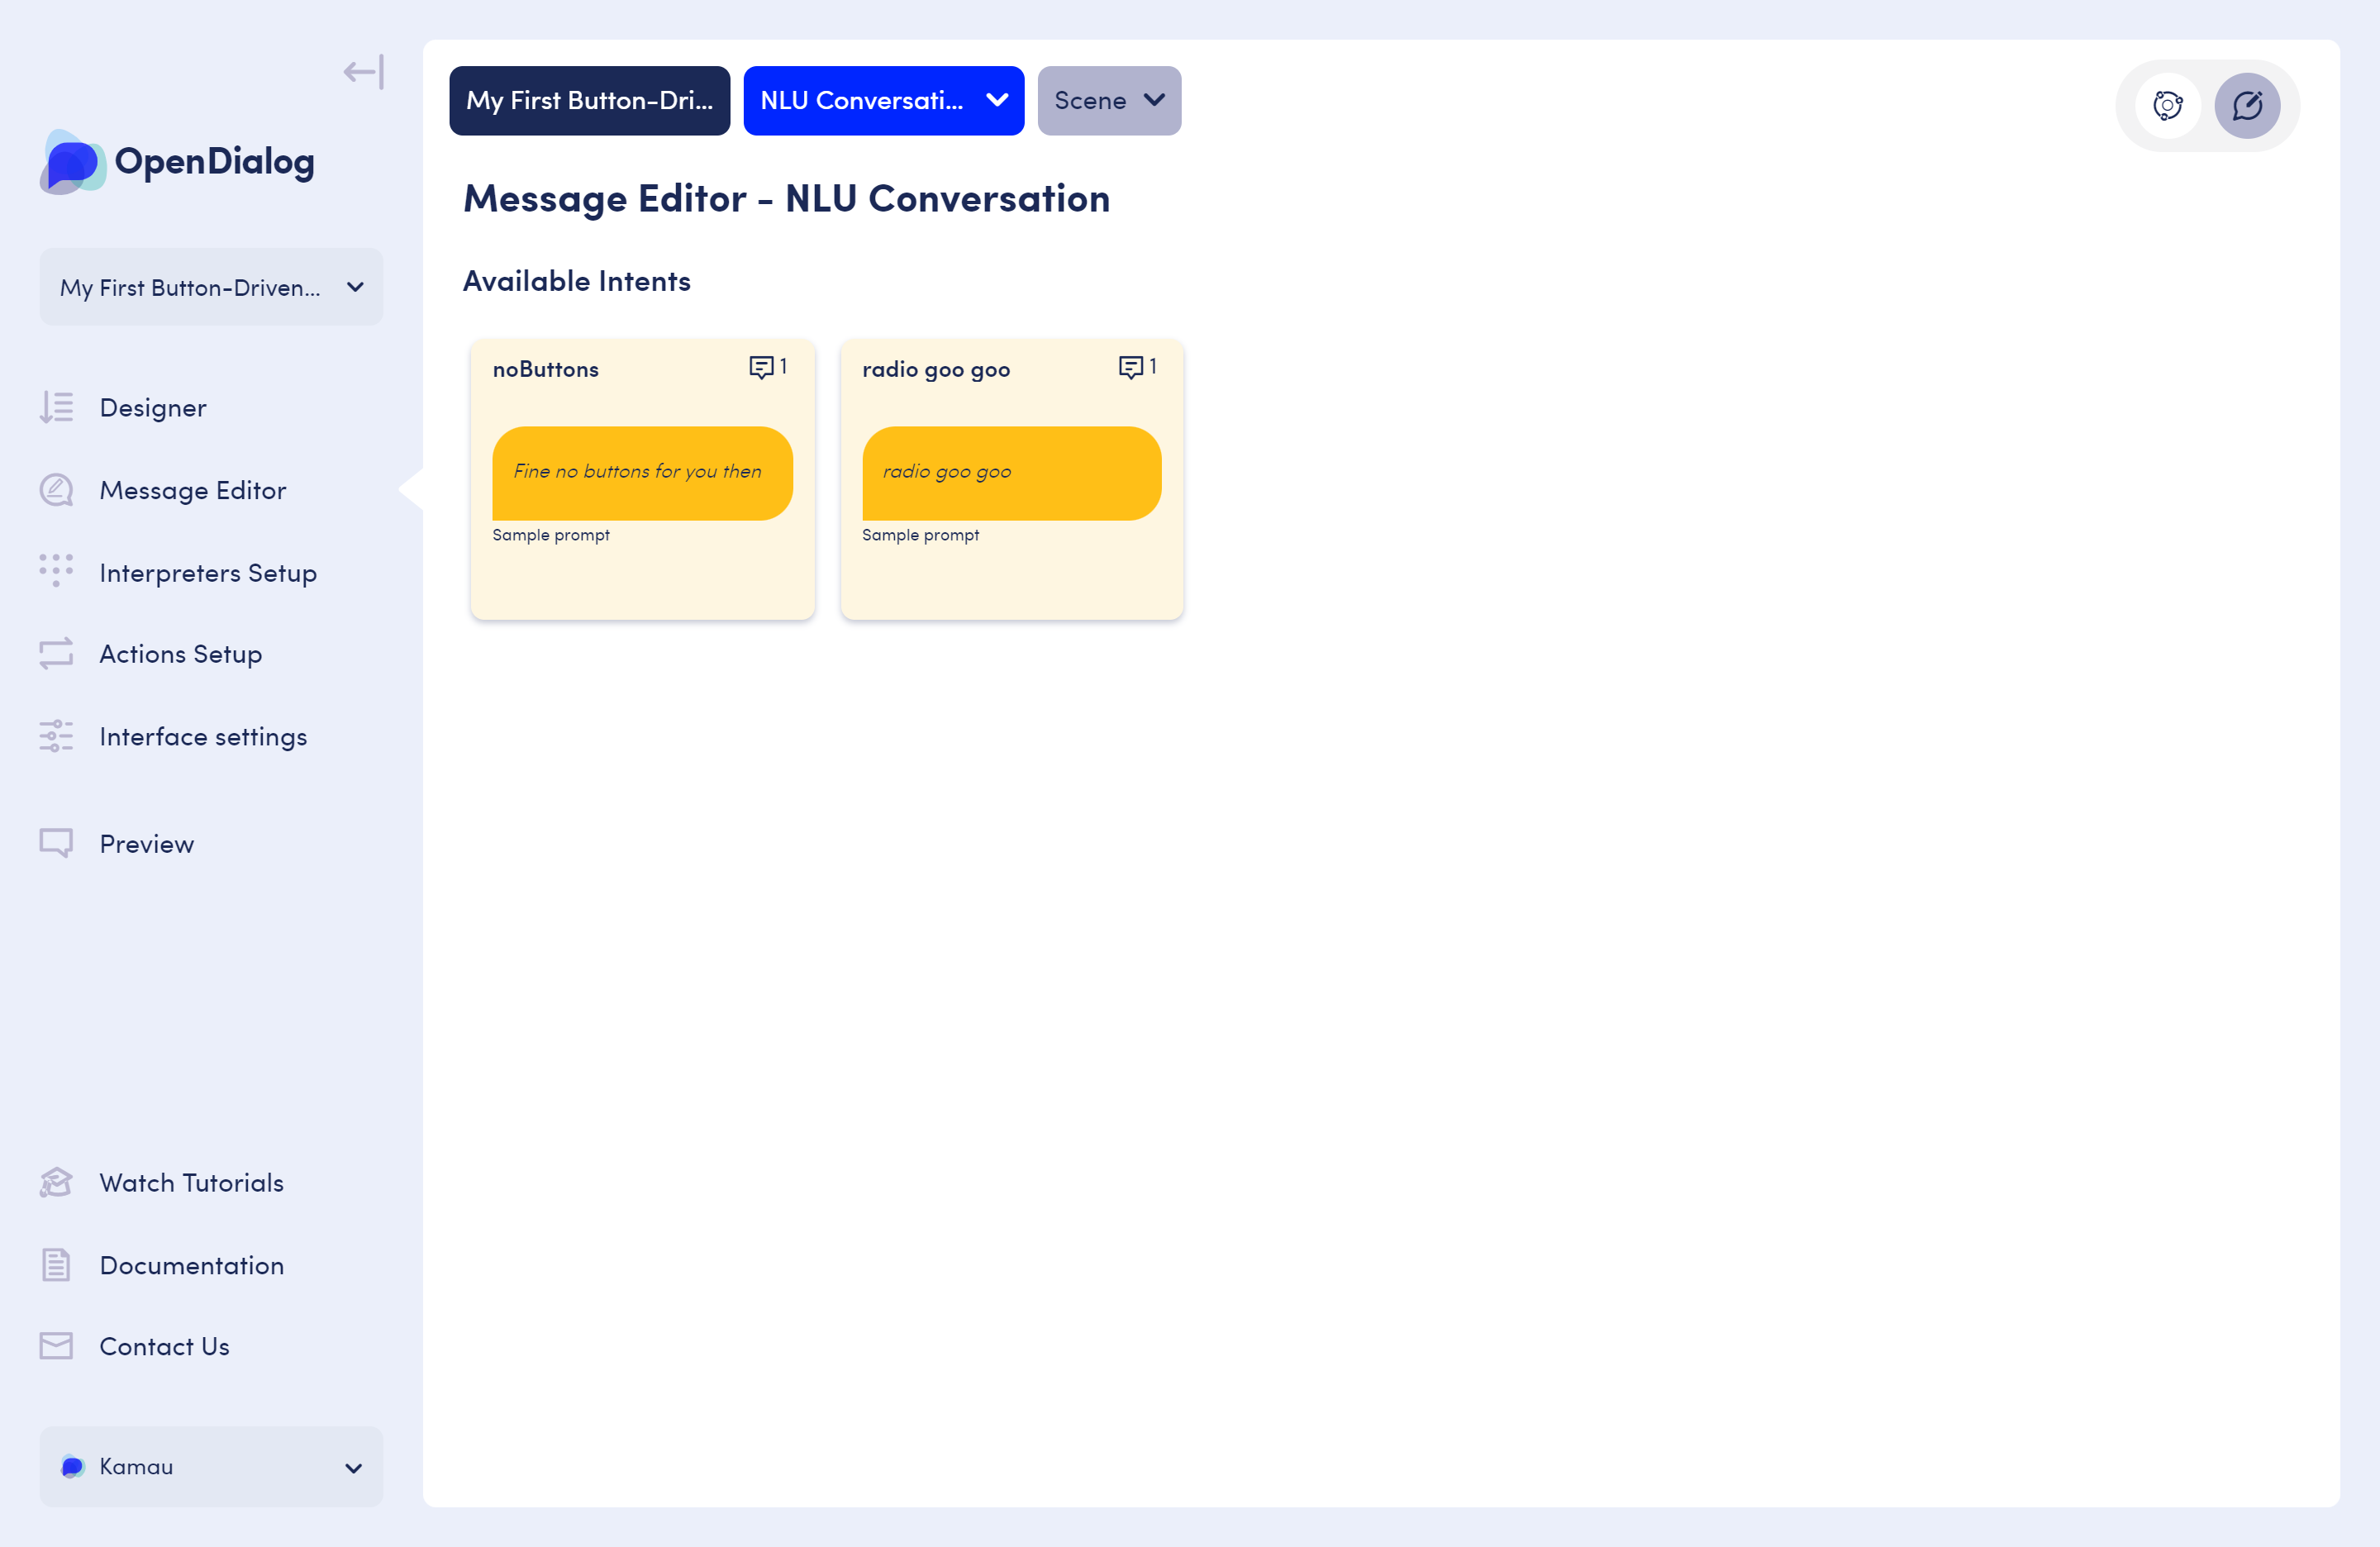 OpenDialog
My First Button-Driven...
Designer
Message Editor
Interpreters Setup
Actions Setup
Interface settings
Preview
Watch Tutorials
Documentation
Contact Us
Kamau
My First Button-Dri...
NLU Conversati...
Scene
Message Editor - NLU Conversation
Available Intents
noButtons
1
Fine no buttons for you then
Sample prompt
radio goo goo
1
radio goo goo
Sample prompt